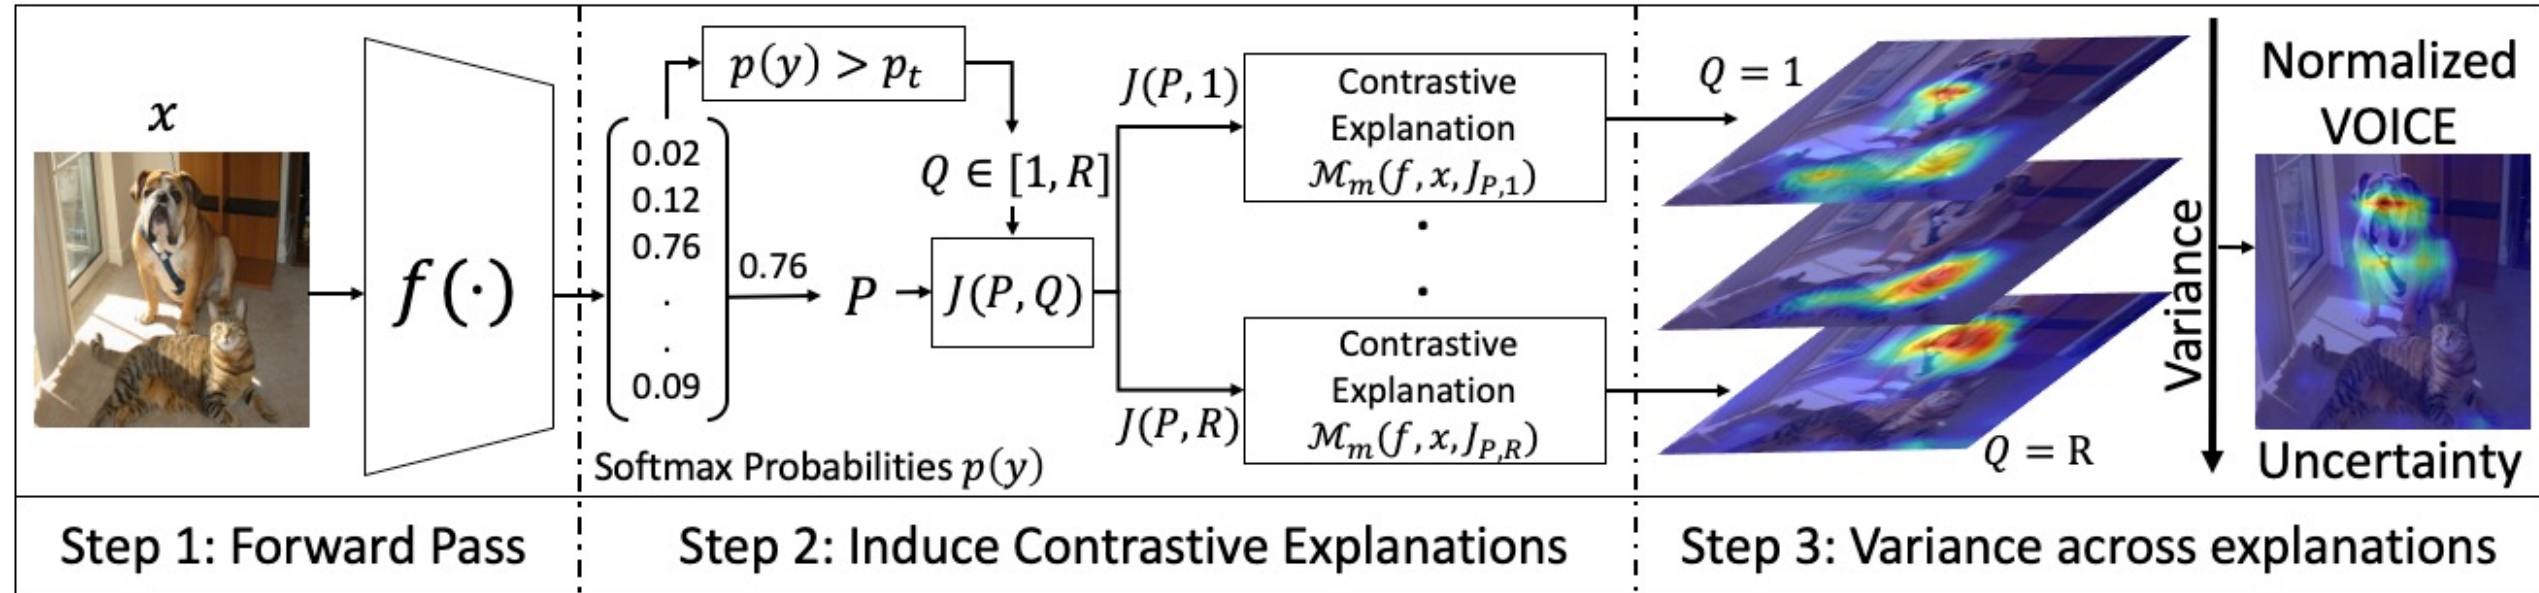 x
f(·)
p(y) > p_t
0.02
0.12
0.76
.
.
0.09
Softmax Probabilities p(y)
0.76
P
Q ∈ [1, R]
J(P, Q)
J(P, 1)
Contrastive
Explanation
ℳ_m(f, x, J_{P,1})
.
.
J(P, R)
Contrastive
Explanation
ℳ_m(f, x, J_{P,R})
Q = 1
Q = R
Variance
Normalized
VOICE
Uncertainty
Step 1: Forward Pass
Step 2: Induce Contrastive Explanations
Step 3: Variance across explanations